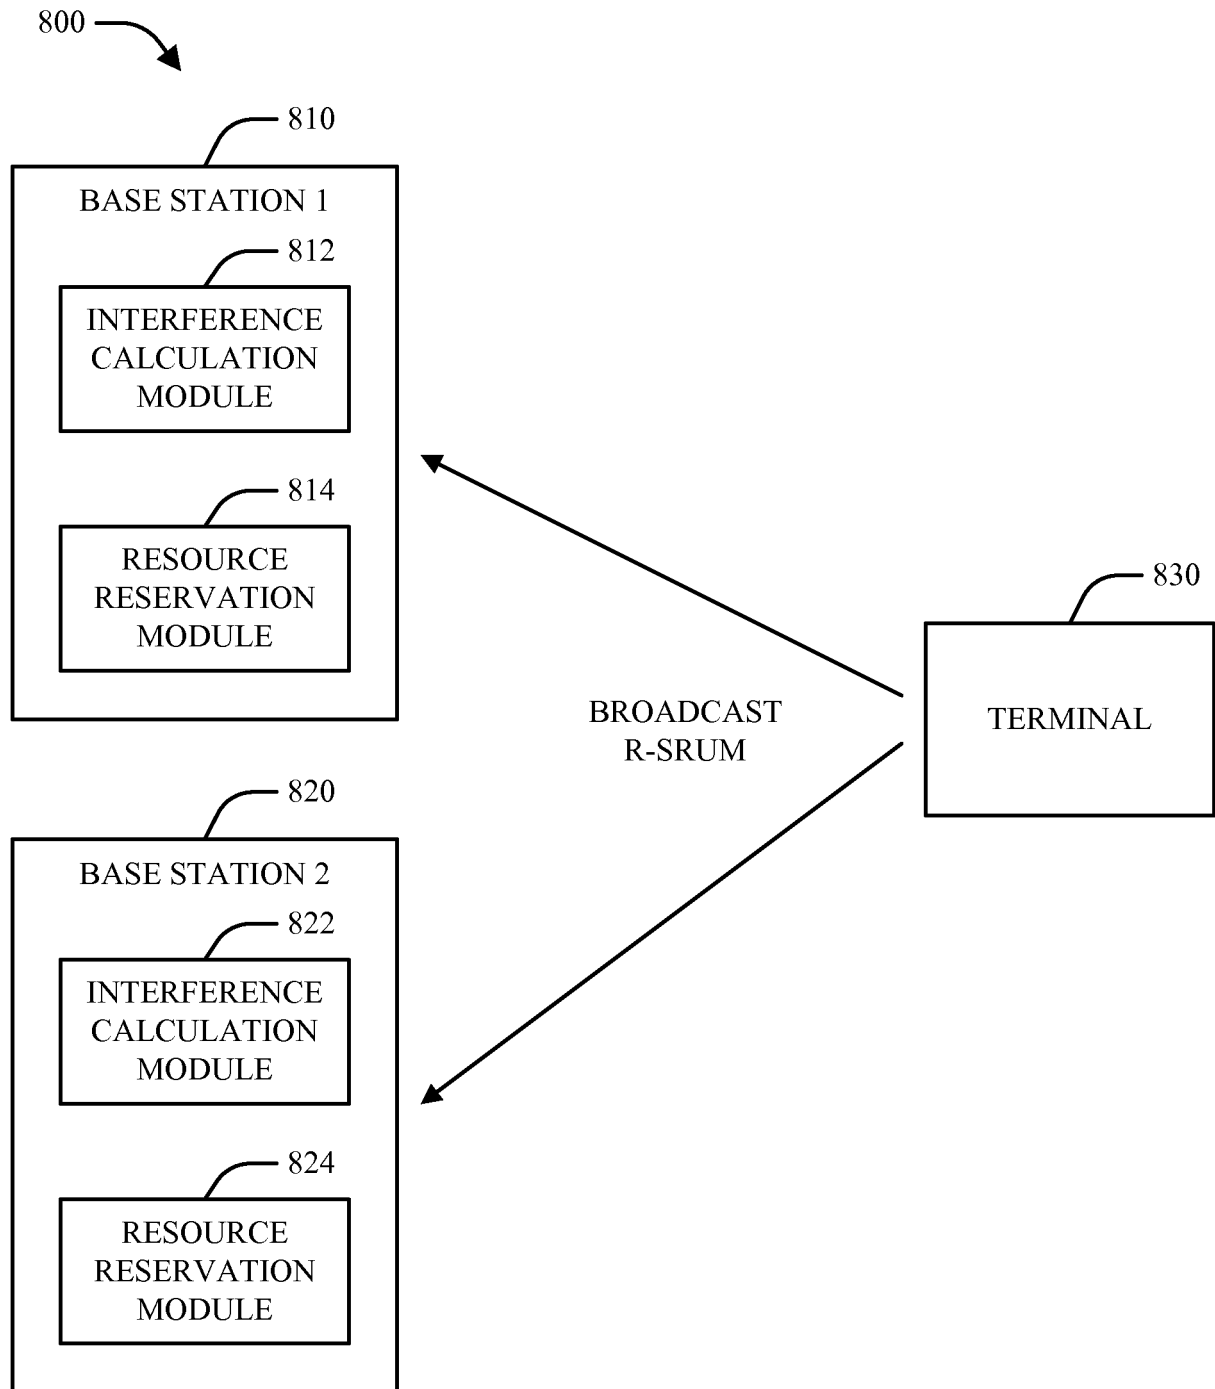 800
810
BASE STATION 1
812
INTERFERENCE
CALCULATION
MODULE
814
RESOURCE
RESERVATION
MODULE
830
TERMINAL
BROADCAST
R-SRUM
820
BASE STATION 2
822
INTERFERENCE
CALCULATION
MODULE
824
RESOURCE
RESERVATION
MODULE